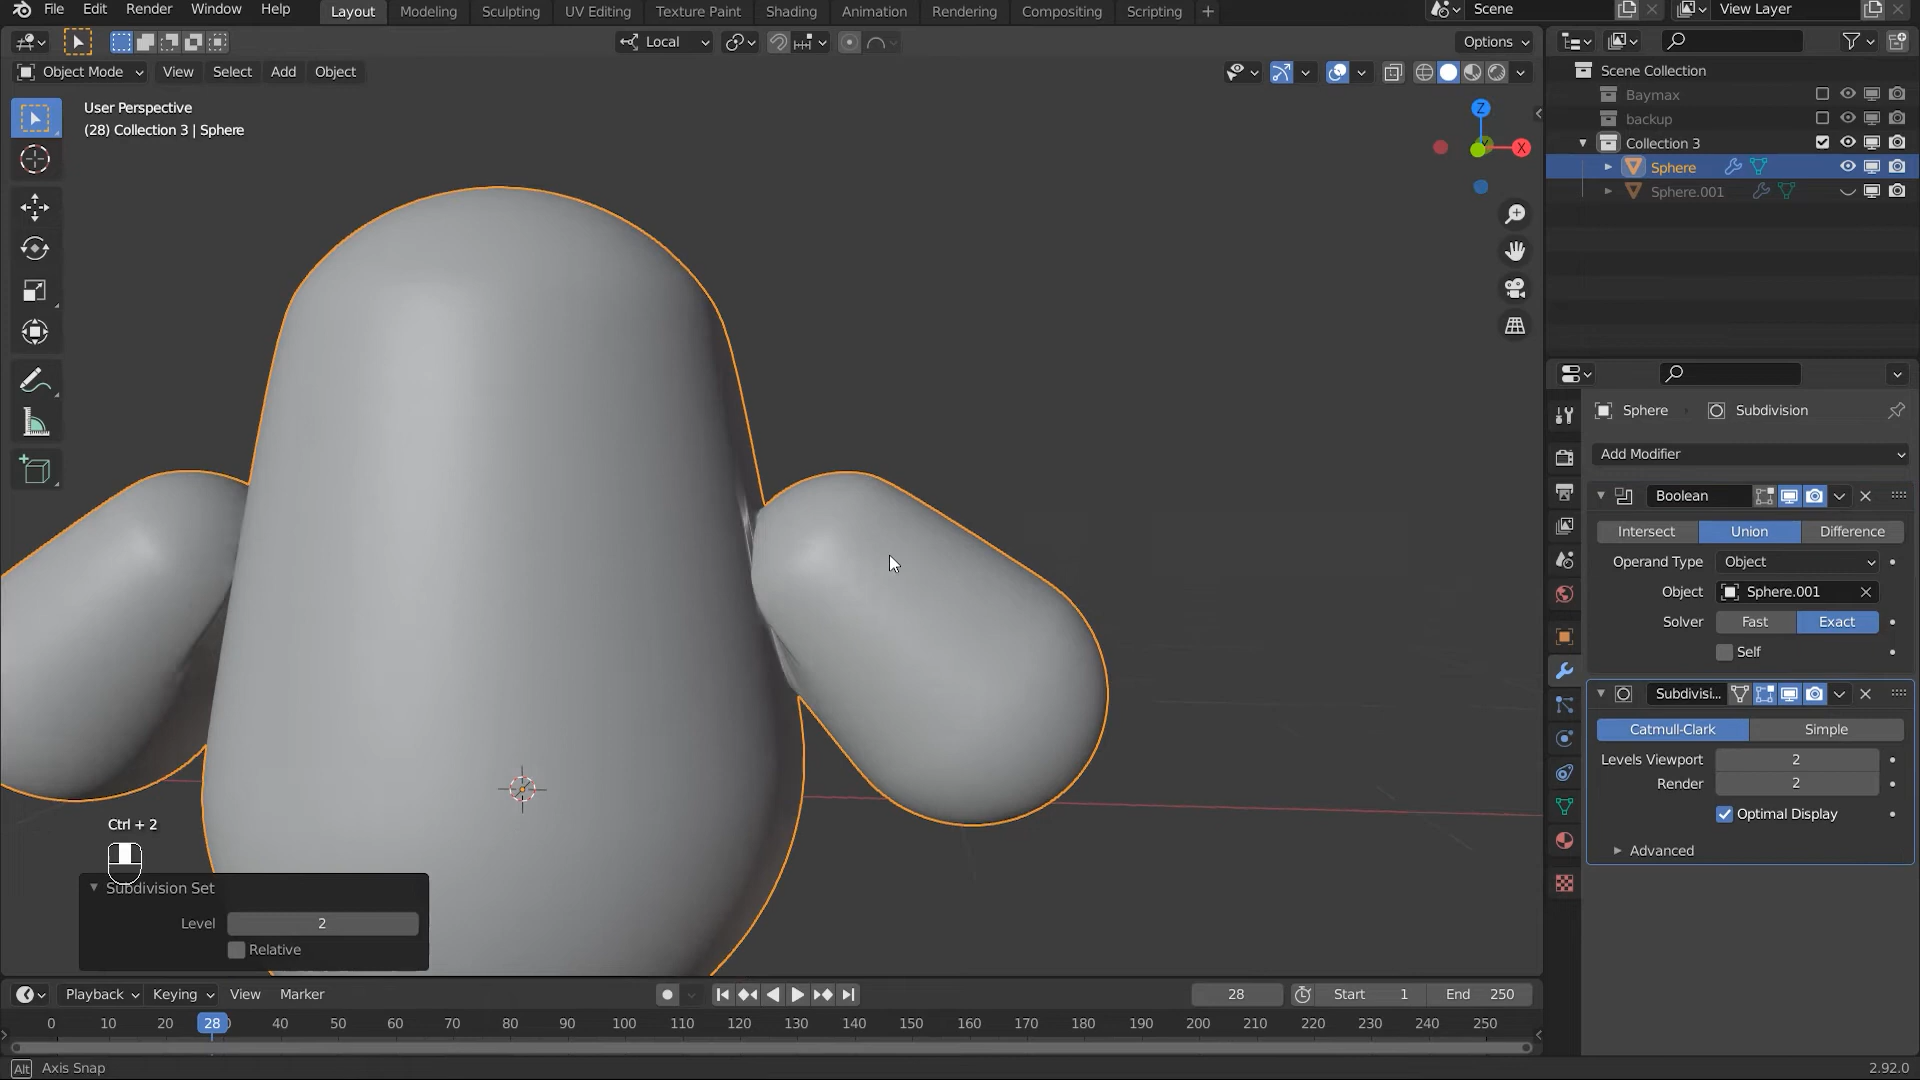 File Edit Render Window Help Layout Modeling Sculpting UV Editing Texture Paint Shading Animation Rendering Compositing Scripting + Scene View Layer
Local Options
Object Mode View Select Add Object
User Perspective
(28) Collection 3 | Sphere
Z
X
Scene Collection
Baymax
backup
Collection 3
Sphere
Sphere.001
Sphere Subdivision
Add Modifier
Boolean
Intersect Union Difference
Operand Type Object
Object Sphere.001
Solver Fast Exact
Self
Subdivisi...
Catmull-Clark Simple
Levels Viewport 2
Render 2
Optimal Display
Advanced
Ctrl + 2
Subdivision Set
Level 2
Relative
Playback Keying View Marker 28 Start 1 End 250
0 10 20 28 40 50 60 70 80 90 100 110 120 130 140 150 160 170 180 190 200 210 220 230 240 250
Alt Axis Snap 2.92.0